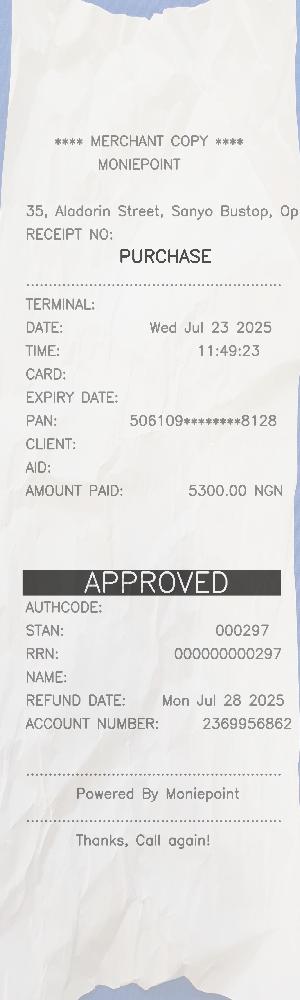 **** MERCHANT COPY ****
MONIEPOINT
35, Aladorin Street, Sanyo Bustop, Op
RECEIPT NO:
PURCHASE
TERMINAL:
DATE: Wed Jul 23 2025
TIME: 11:49:23
CARD:
EXPIRY DATE:
PAN: 506109********8128
CLIENT:
AID:
AMOUNT PAID: 5300.00 NGN
APPROVED
AUTHCODE:
STAN: 000297
RRN: 000000000297
NAME:
REFUND DATE: Mon Jul 28 2025
ACCOUNT NUMBER: 2369956862
Powered By Moniepoint
Thanks, Call again!